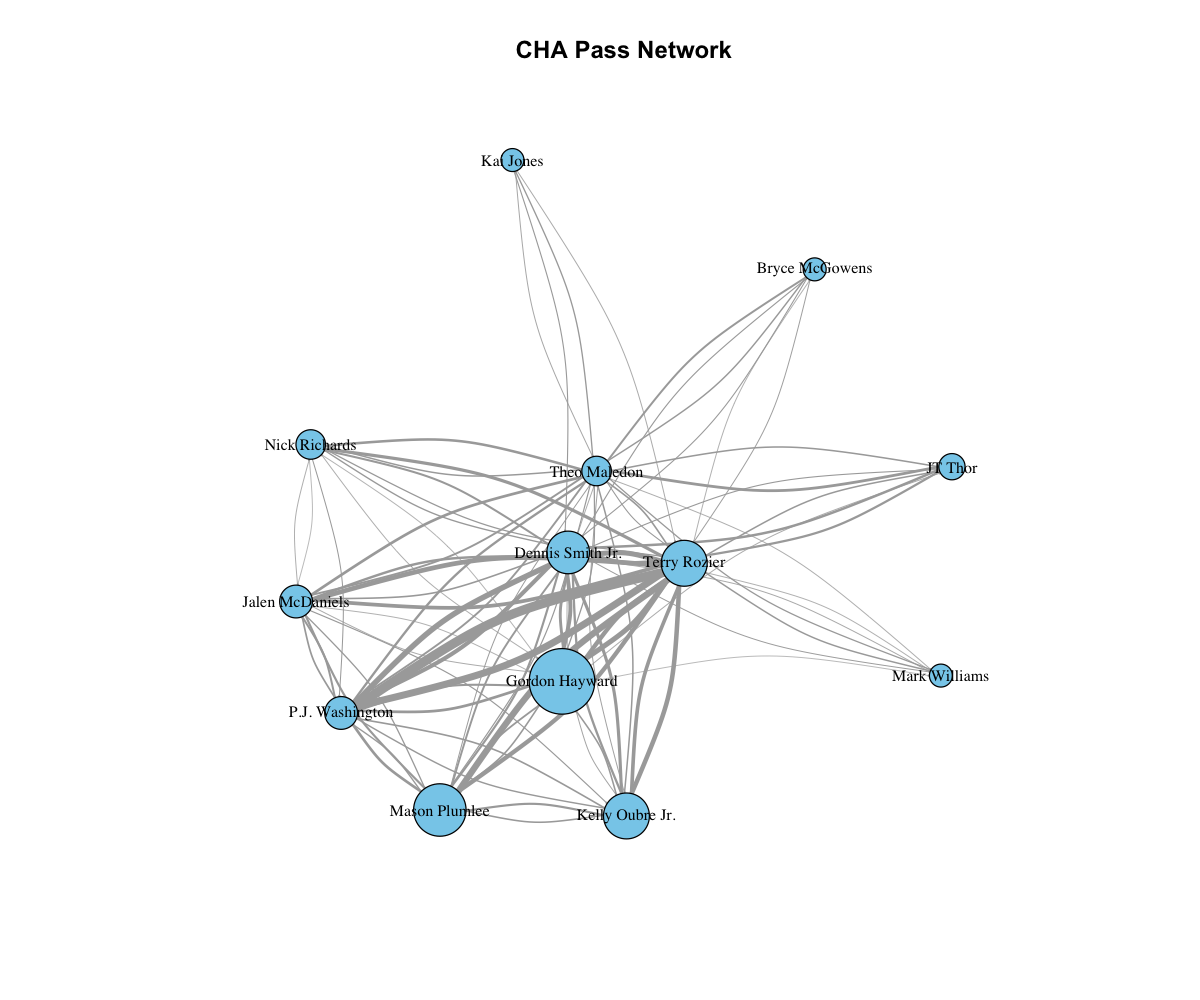 CHA Pass Network
Kai Jones
Bryce McGowens
Nick Richards
Theo Maledon
JT Thor
Dennis Smith Jr.
Terry Rozier
Jalen McDaniels
Mark Williams
Gordon Hayward
P.J. Washington
Mason Plumlee
Kelly Oubre Jr.